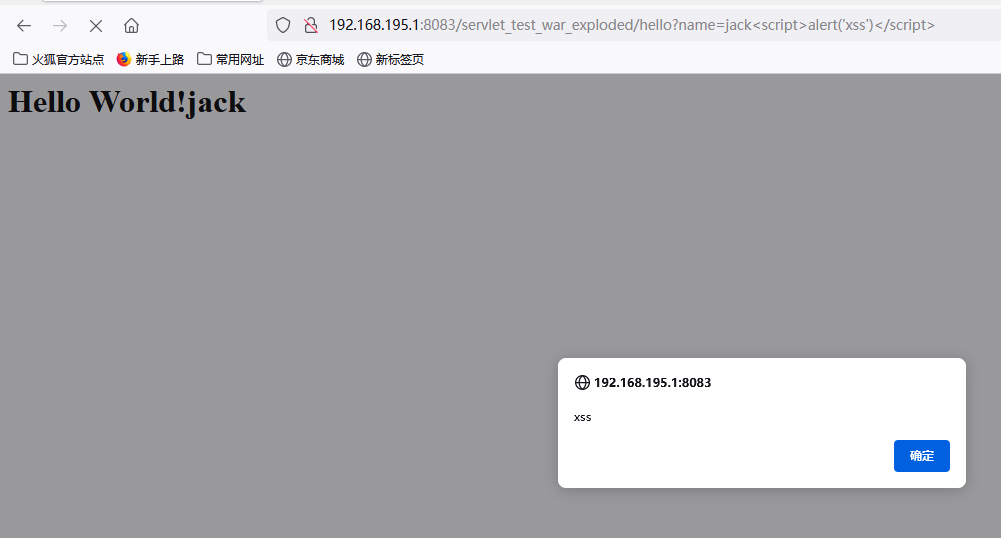 192.168.195.1:8083/servlet_test_war_exploded/hello?name=jack<script>alert('xss')</script>
火狐官方站点 新手上路 常用网址 京东商城 新标签页
Hello World!jack
192.168.195.1:8083
xss
确定